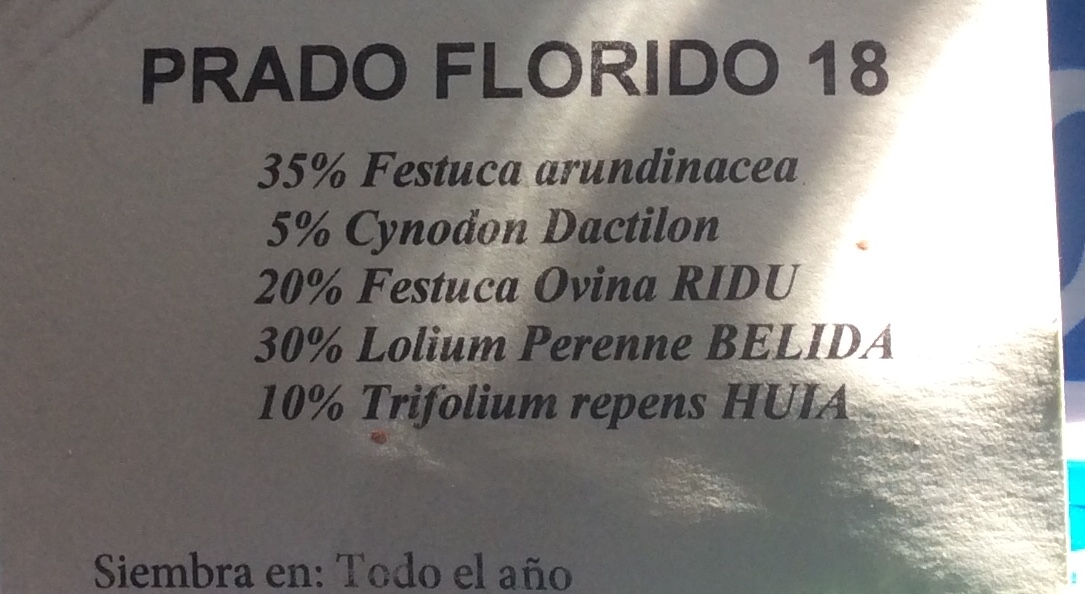 PRADO FLORIDO 18
35% Festuca arundinacea
5% Cynodon Dactilon
20% Festuca Ovina RIDU
30% Lolium Perenne BELIDA
10% Trifolium repens HUIA
Siembra en: Todo el año